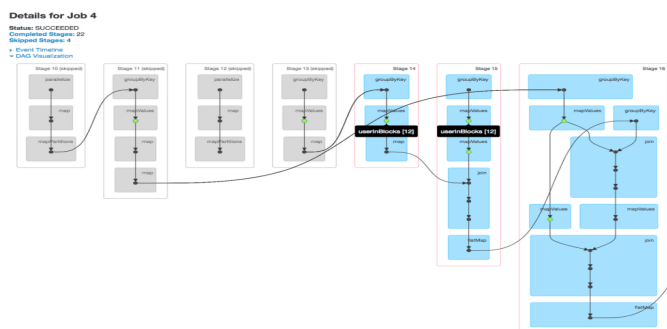 Details for Job 4
Status: SUCCEEDED
Completed Stages: 22
Skipped Stages: 4
Event Timeline
DAG Visualization
Stage 10 (skipped)
parallelize
map
mapPartitions
Stage 11 (skipped)
groupByKey
mapValues
map
map
Stage 12 (skipped)
parallelize
map
mapPartitions
Stage 13 (skipped)
groupByKey
mapValues
map
Stage 14
groupByKey
mapValues
userInBlocks [12]
map
Stage 15
groupByKey
mapValues
userInBlocks [12]
mapValues
join
flatMap
Stage 16
groupByKey
mapValues
groupByKey
join
mapValues
mapValues
join
flatMap